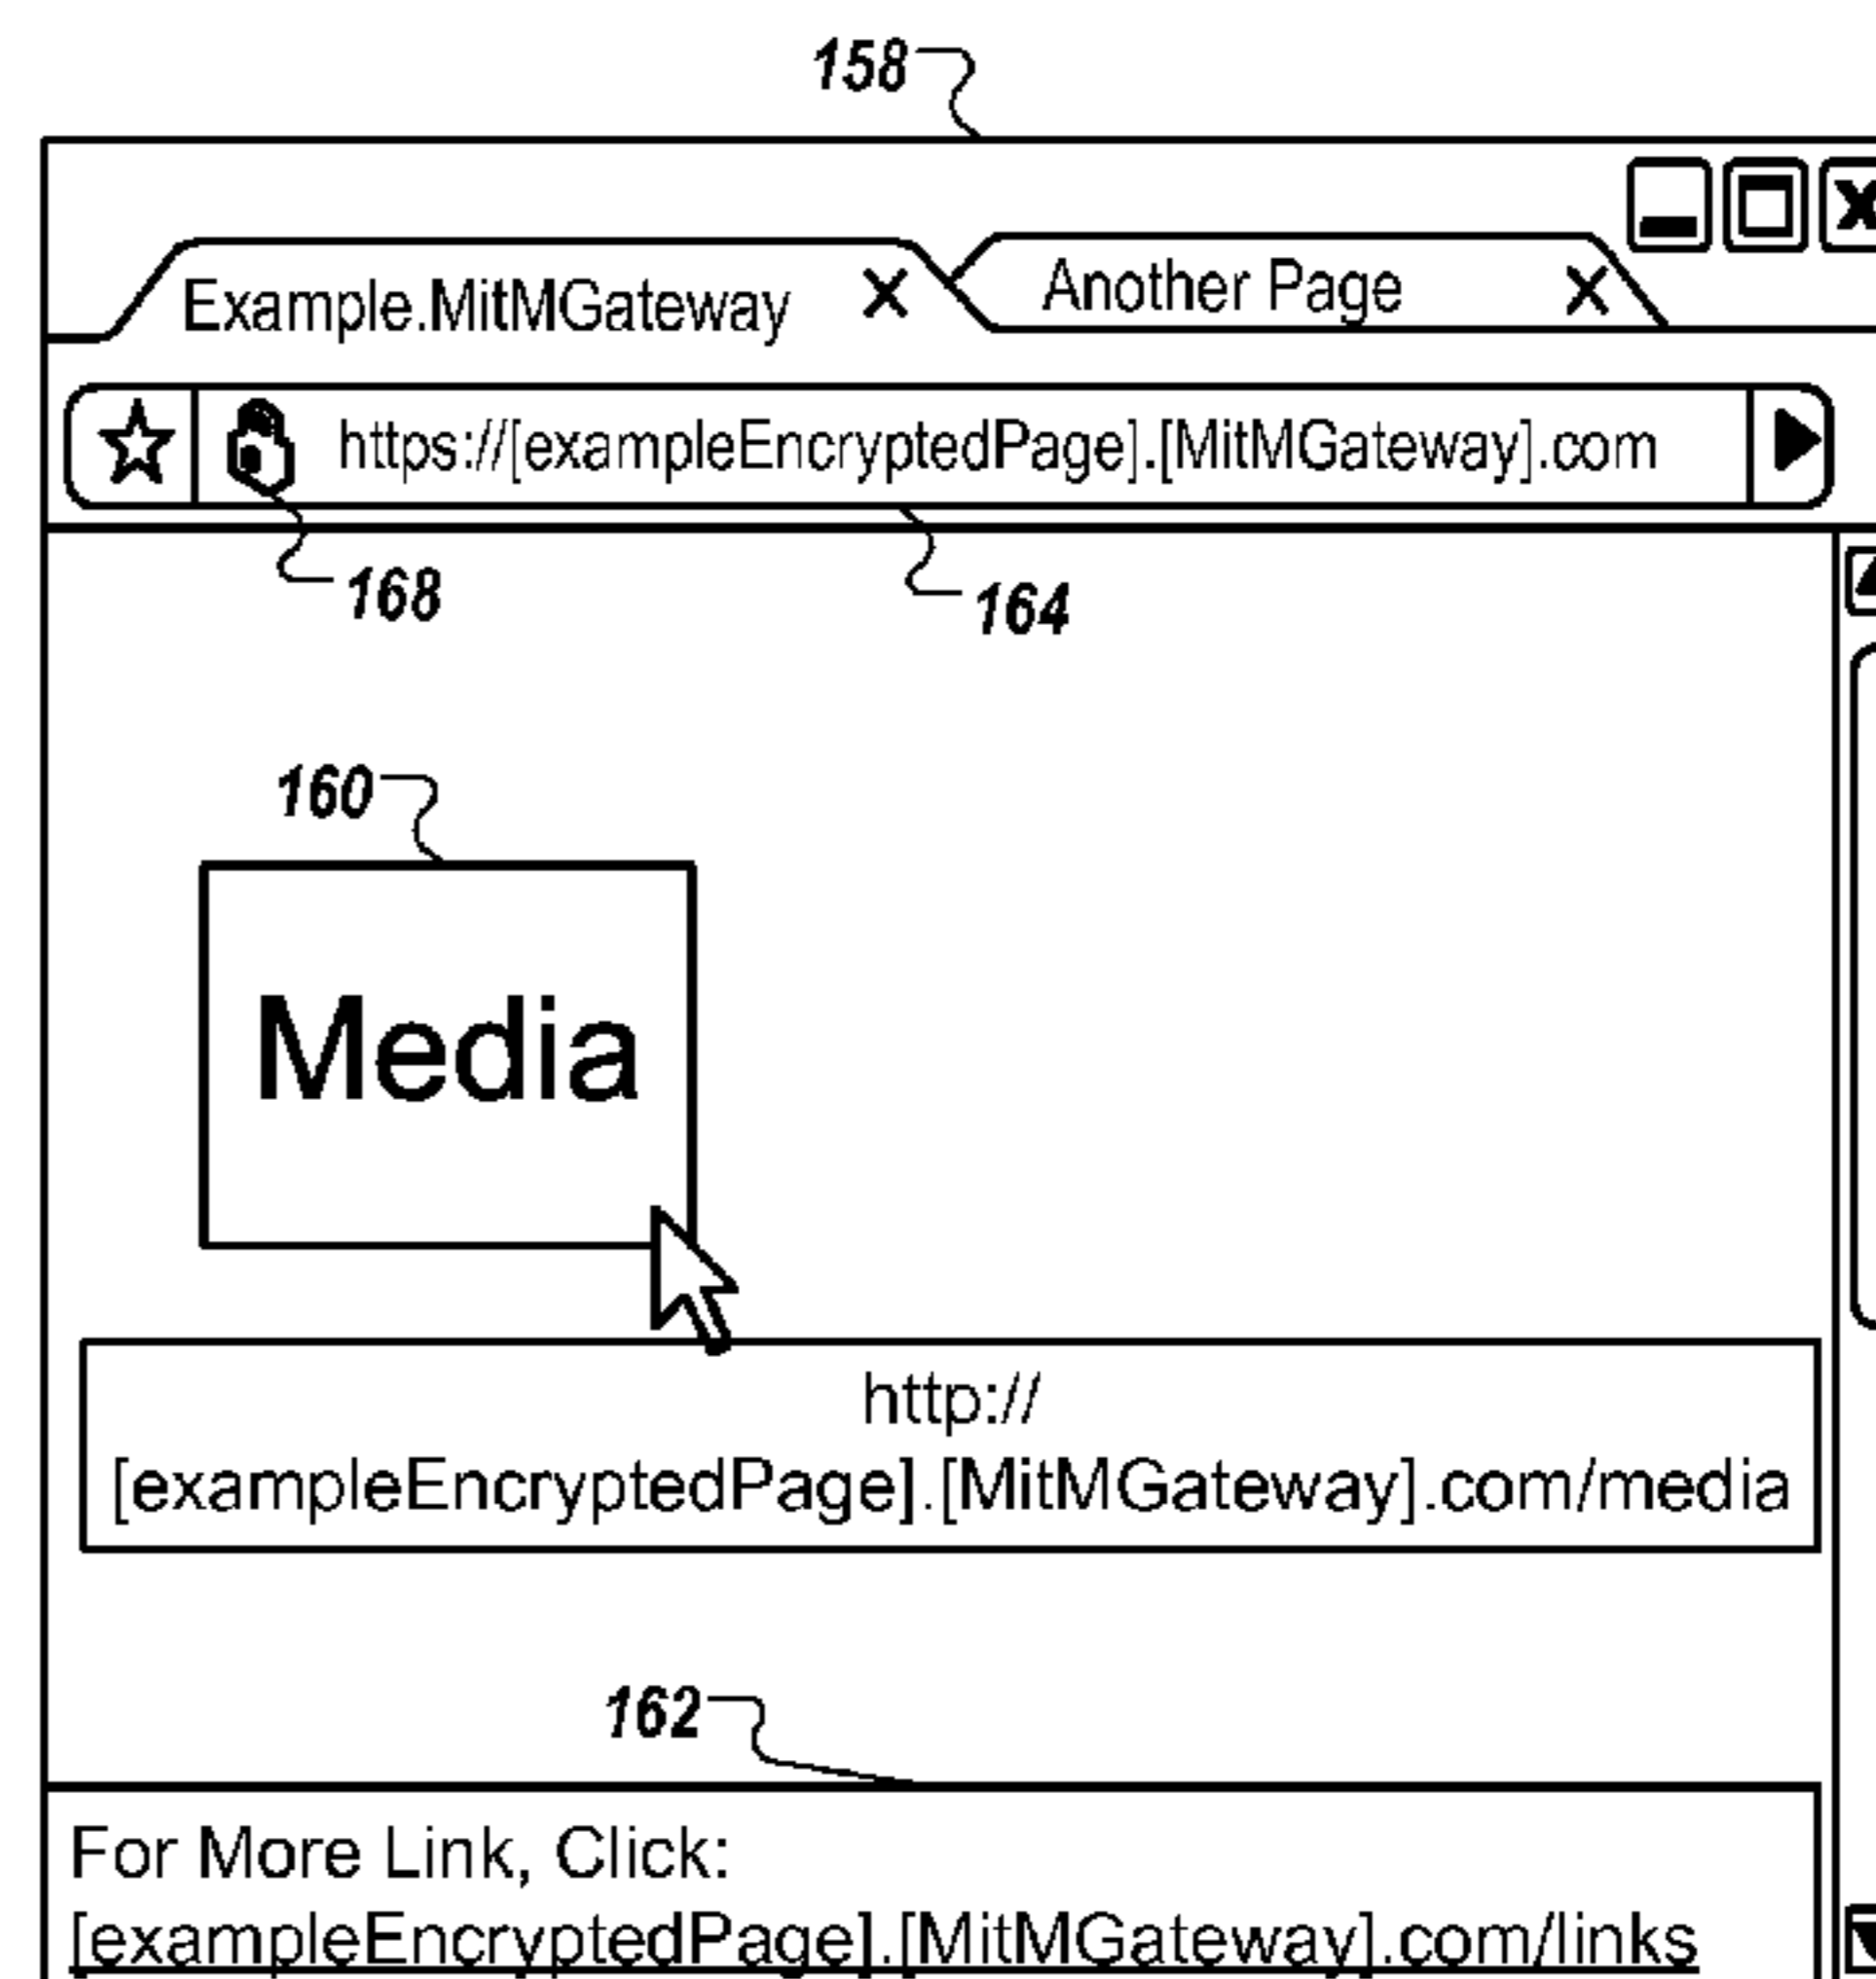 158
Example.MitMGateway
Another Page
https://[exampleEncryptedPage].[MitMGateway].com
168
164
160
Media
http://
[exampleEncryptedPage].[MitMGateway].com/media
162
For More Link, Click:
[exampleEncryptedPage].[MitMGateway].com/links